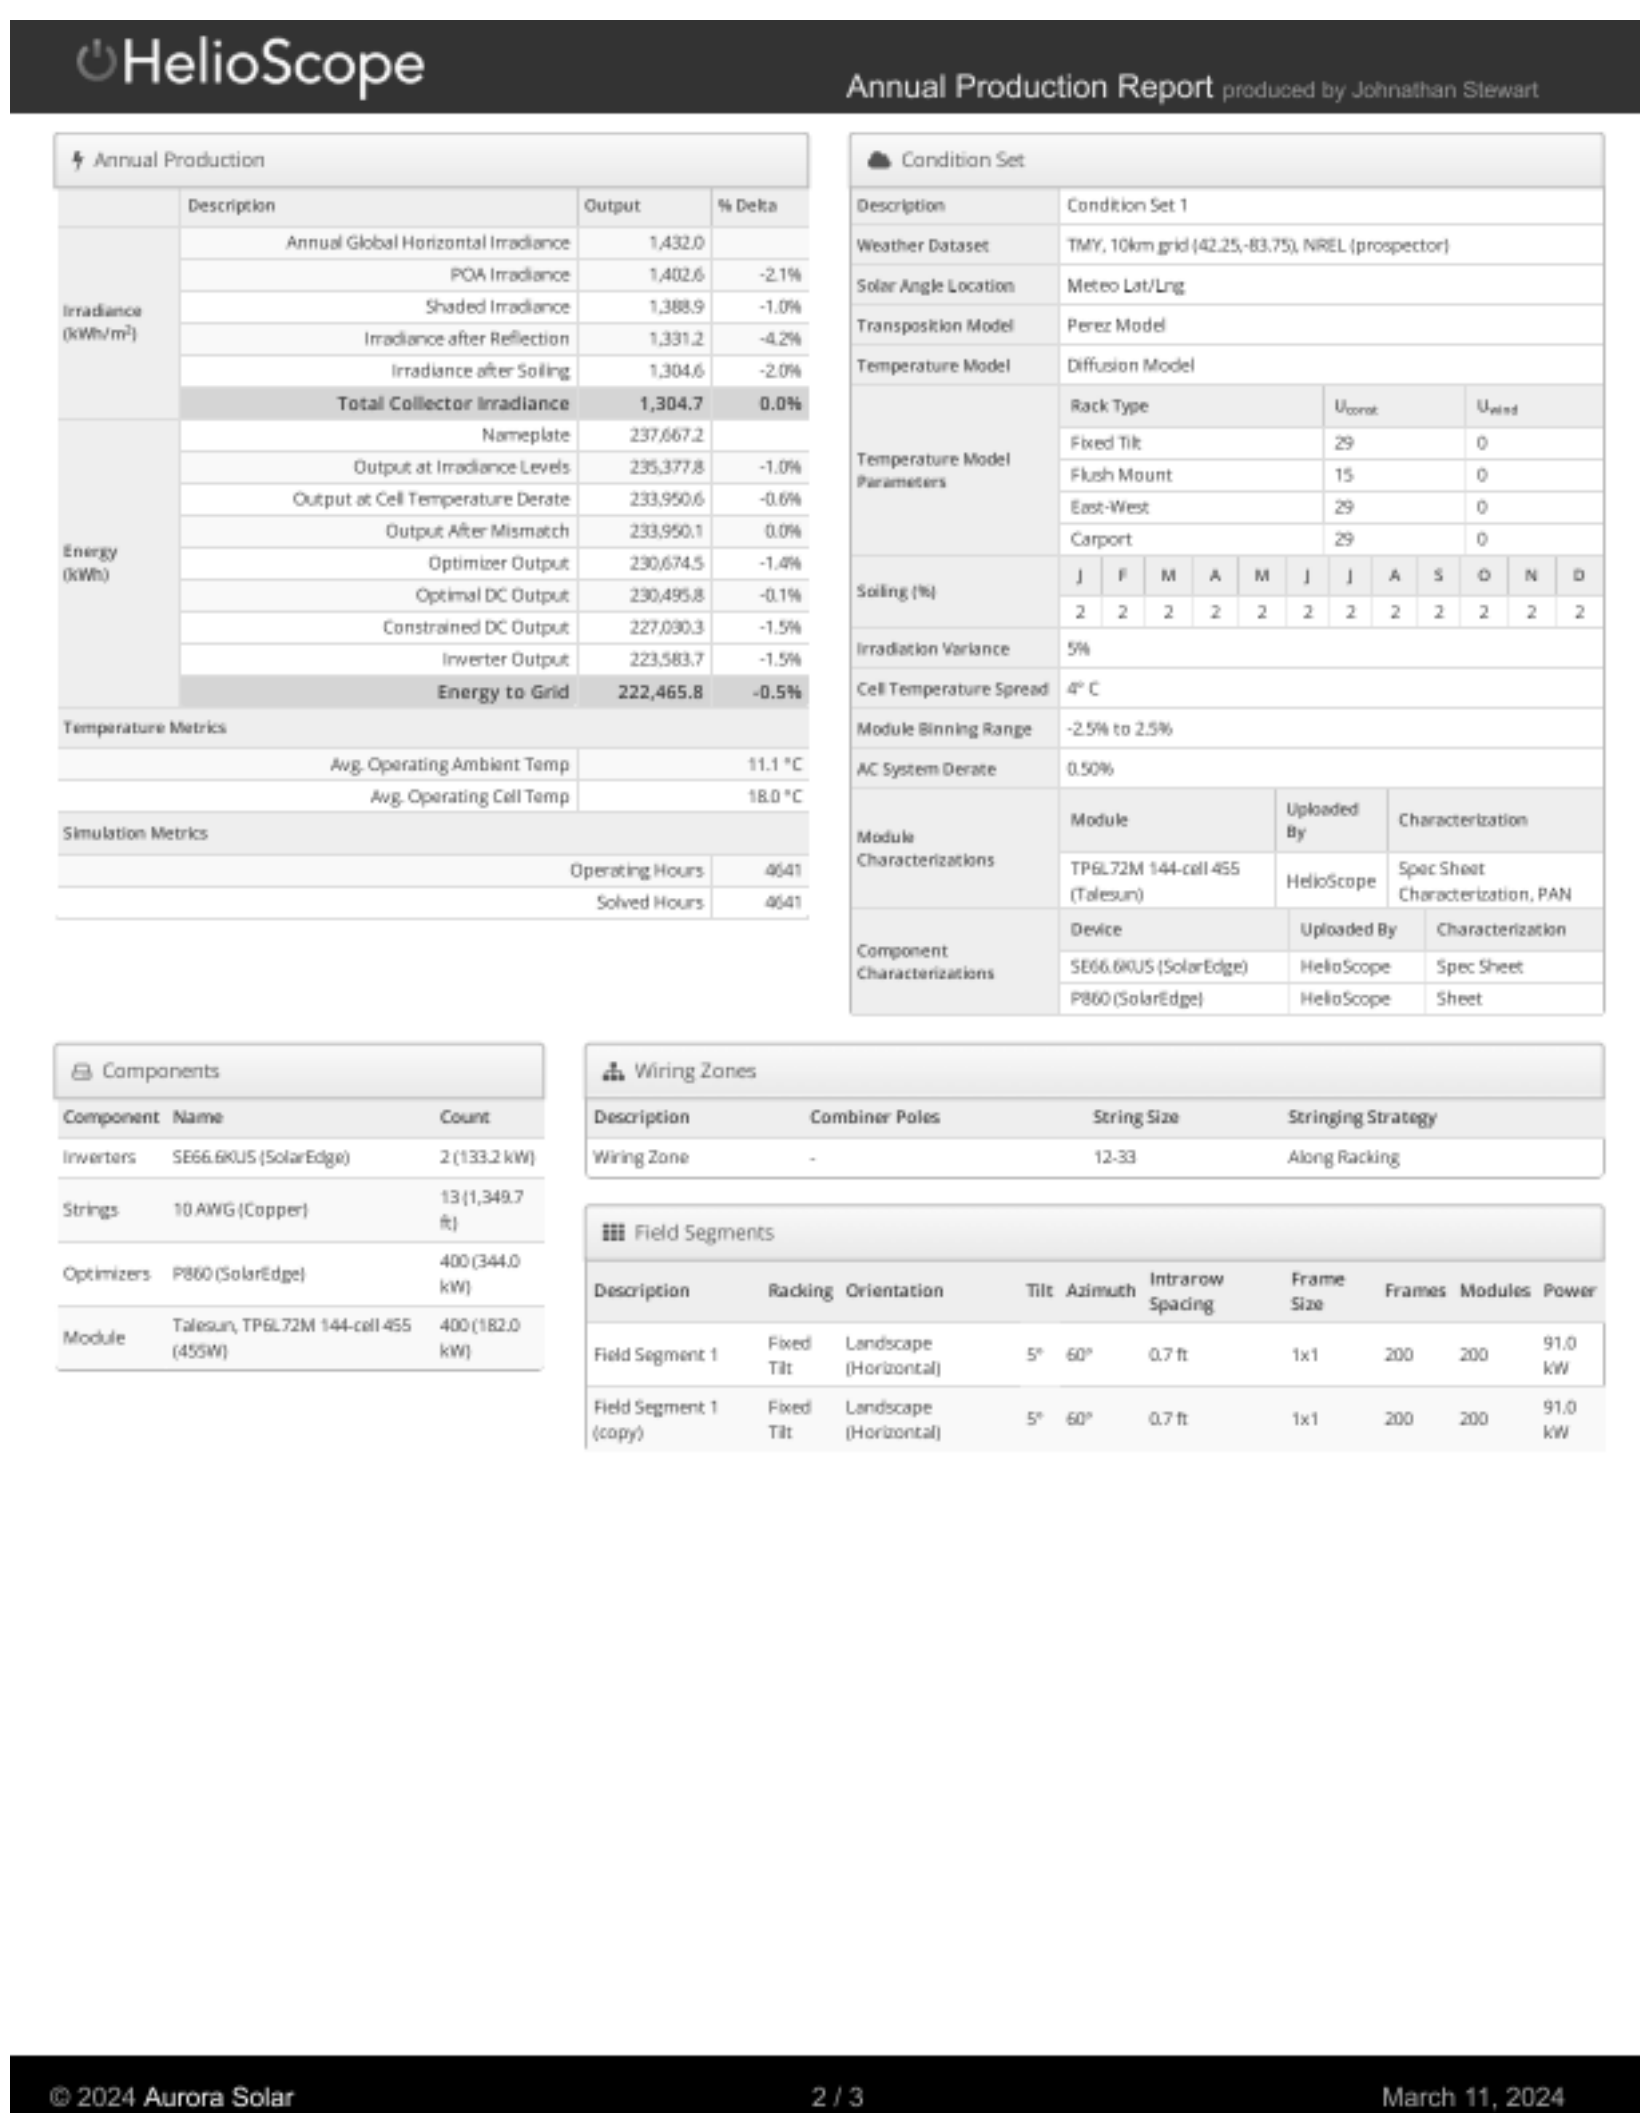 HelioScope
Annual Production Report produced by Johnathan Stewart
Annual Production
Description Output % Delta
Irradiance
(kWh/m²)
Annual Global Horizontal Irradiance 1,432.0
POA Irradiance 1,402.6 -2.1%
Shaded Irradiance 1,388.9 -1.0%
Irradiance after Reflection 1,331.2 -4.2%
Irradiance after Soiling 1,304.6 -2.0%
Total Collector Irradiance 1,304.7 0.0%
Energy
(kWh)
Nameplate 237,667.2
Output at Irradiance Levels 235,377.8 -1.0%
Output at Cell Temperature Derate 233,950.6 -0.6%
Output After Mismatch 233,950.1 0.0%
Optimizer Output 230,674.5 -1.4%
Optimal DC Output 230,495.8 -0.1%
Constrained DC Output 227,030.3 -1.5%
Inverter Output 223,583.7 -1.5%
Energy to Grid 222,465.8 -0.5%
Temperature Metrics
Avg. Operating Ambient Temp 11.1 °C
Avg. Operating Cell Temp 18.0 °C
Simulation Metrics
Operating Hours 4641
Solved Hours 4641
Condition Set
Description Condition Set 1
Weather Dataset TMY, 10km grid (42.25,-83.75), NREL (prospector)
Solar Angle Location Meteo Lat/Lng
Transposition Model Perez Model
Temperature Model Diffusion Model
Temperature Model
Parameters
Rack Type Uconst Uwind
Fixed Tilt 29 0
Flush Mount 15 0
East-West 29 0
Carport 29 0
Soiling (%)
J F M A M J J A S O N D
2 2 2 2 2 2 2 2 2 2 2 2
Irradiation Variance 5%
Cell Temperature Spread 4° C
Module Binning Range -2.5% to 2.5%
AC System Derate 0.50%
Module
Characterizations
Module Uploaded By Characterization
TP6L72M 144-cell 455 (Talesun) HelioScope Spec Sheet Characterization, PAN
Component
Characterizations
Device Uploaded By Characterization
SE66.6KUS (SolarEdge) HelioScope Spec Sheet
P860 (SolarEdge) HelioScope Sheet
Components
Component Name Count
Inverters SE66.6KUS (SolarEdge) 2 (133.2 kW)
Strings 10 AWG (Copper) 13 (1,349.7 ft)
Optimizers P860 (SolarEdge) 400 (344.0 kW)
Module Talesun, TP6L72M 144-cell 455 (455W) 400 (182.0 kW)
Wiring Zones
Description Combiner Poles String Size Stringing Strategy
Wiring Zone - 12-33 Along Racking
Field Segments
Description Racking Orientation Tilt Azimuth Intrarow Spacing Frame Size Frames Modules Power
Field Segment 1 Fixed Tilt Landscape (Horizontal) 5° 60° 0.7 ft 1x1 200 200 91.0 kW
Field Segment 1 (copy) Fixed Tilt Landscape (Horizontal) 5° 60° 0.7 ft 1x1 200 200 91.0 kW
© 2024 Aurora Solar
2 / 3
March 11, 2024